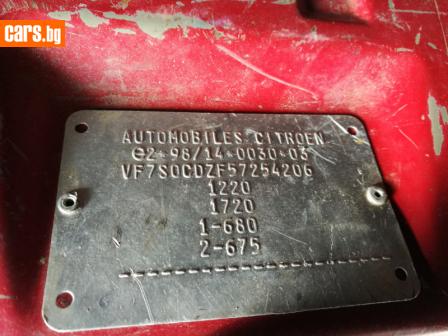 cars.bg
AUTOMOBILES CITROEN
e2*98/14*0030*03
VF7S0CDZF57254206
1220
1720
1-680
2-675